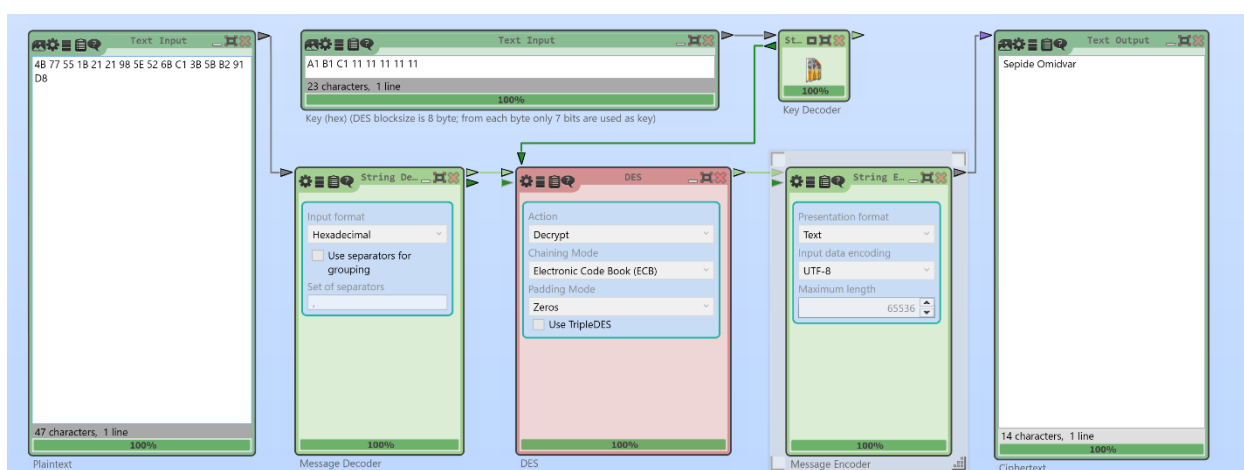 Text Input
4B 77 55 1B 21 21 98 5E 52 6B C1 3B 5B B2 91
D8
47 characters, 1 line
100%
Plaintext
Text Input
A1 B1 C1 11 11 11 11 11
23 characters, 1 line
100%
Key (hex) (DES blocksize is 8 byte; from each byte only 7 bits are used as key)
St...
100%
Key Decoder
String De...
Input format
Hexadecimal
Use separators for
grouping
Set of separators
,
100%
Message Decoder
DES
Action
Decrypt
Chaining Mode
Electronic Code Book (ECB)
Padding Mode
Zeros
Use TripleDES
100%
DES
String E...
Presentation format
Text
Input data encoding
UTF-8
Maximum length
65536
100%
Message Encoder
Text Output
Sepide Omidvar
14 characters, 1 line
100%
Ciphertext